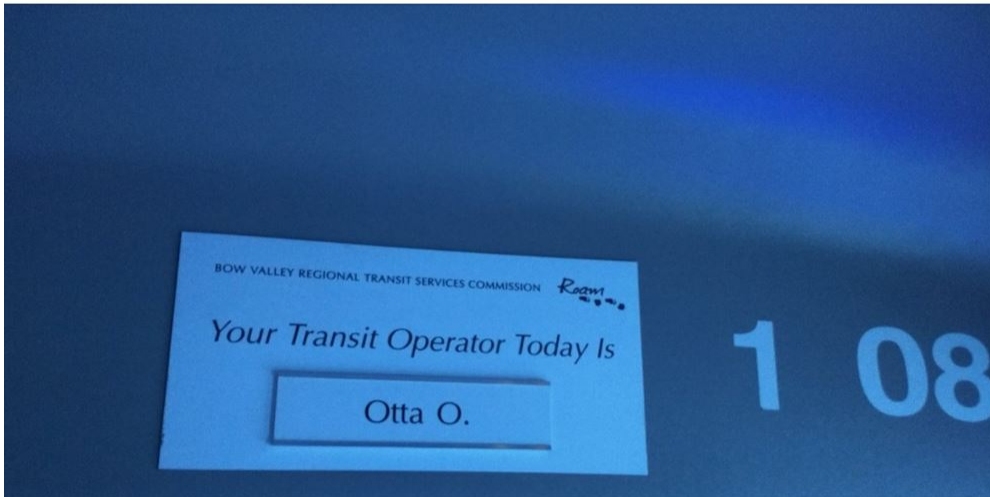 BOW VALLEY REGIONAL TRANSIT SERVICES COMMISSION Roam
Your Transit Operator Today Is
Otta O.
1 08